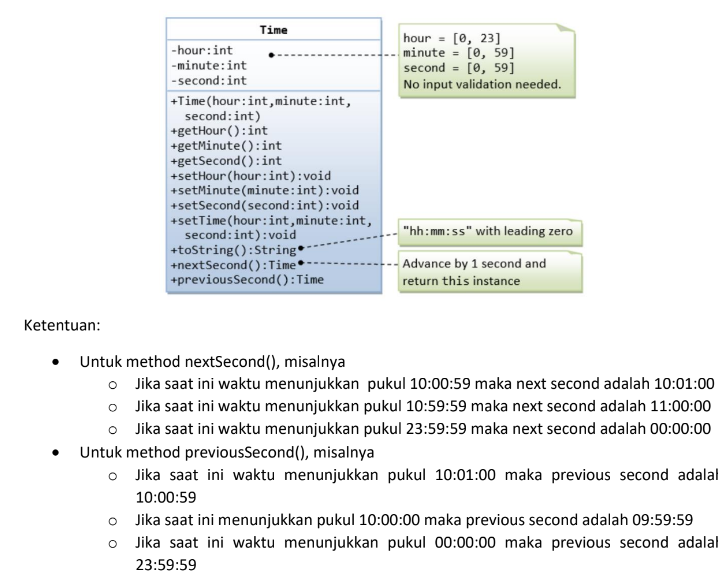 Time
-hour:int
-minute:int
-second:int
+Time(hour:int,minute:int,
second:int)
+getHour():int
+getMinute():int
+getSecond():int
+setHour(hour:int):void
+setMinute(minute:int):void
+setSecond(second:int):void
+setTime(hour:int,minute:int,
second:int):void
+toString():String
+nextSecond():Time
+previousSecond():Time
hour = [0, 23]
minute = [0, 59]
second = [0, 59]
No input validation needed.
"hh:mm:ss" with leading zero
Advance by 1 second and
return this instance
Ketentuan:
• Untuk method nextSecond(), misalnya
o Jika saat ini waktu menunjukkan pukul 10:00:59 maka next second adalah 10:01:00
o Jika saat ini waktu menunjukkan pukul 10:59:59 maka next second adalah 11:00:00
o Jika saat ini waktu menunjukkan pukul 23:59:59 maka next second adalah 00:00:00
• Untuk method previousSecond(), misalnya
o Jika saat ini waktu menunjukkan pukul 10:01:00 maka previous second adalah
10:00:59
o Jika saat ini menunjukkan pukul 10:00:00 maka previous second adalah 09:59:59
o Jika saat ini waktu menunjukkan pukul 00:00:00 maka previous second adalah
23:59:59